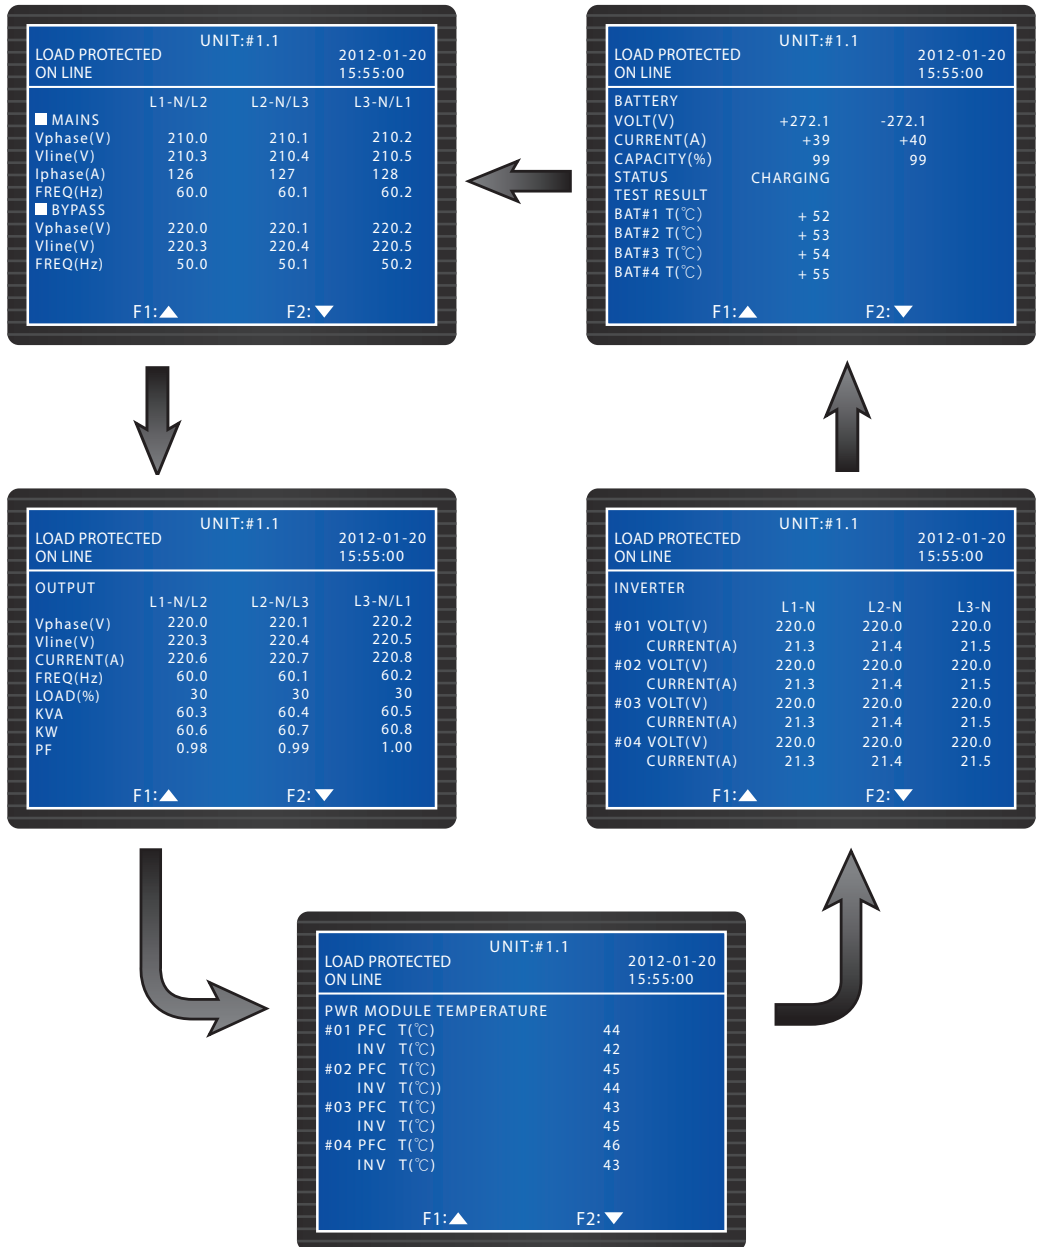 UNIT:#1.1
LOAD PROTECTED 2012-01-20
ON LINE 15:55:00
L1-N/L2 L2-N/L3 L3-N/L1
MAINS
Vphase(V) 210.0 210.1 210.2
Vline(V) 210.3 210.4 210.5
Iphase(A) 126 127 128
FREQ(Hz) 60.0 60.1 60.2
BYPASS
Vphase(V) 220.0 220.1 220.2
Vline(V) 220.3 220.4 220.5
FREQ(Hz) 50.0 50.1 50.2
F1:▲ F2:▼
UNIT:#1.1
LOAD PROTECTED 2012-01-20
ON LINE 15:55:00
BATTERY
VOLT(V) +272.1 -272.1
CURRENT(A) +39 +40
CAPACITY(%) 99 99
STATUS CHARGING
TEST RESULT
BAT#1 T(℃) + 52
BAT#2 T(℃) + 53
BAT#3 T(℃) + 54
BAT#4 T(℃) + 55
F1:▲ F2:▼
UNIT:#1.1
LOAD PROTECTED 2012-01-20
ON LINE 15:55:00
OUTPUT
L1-N/L2 L2-N/L3 L3-N/L1
Vphase(V) 220.0 220.1 220.2
Vline(V) 220.3 220.4 220.5
CURRENT(A) 220.6 220.7 220.8
FREQ(Hz) 60.0 60.1 60.2
LOAD(%) 30 30 30
KVA 60.3 60.4 60.5
KW 60.6 60.7 60.8
PF 0.98 0.99 1.00
F1:▲ F2:▼
UNIT:#1.1
LOAD PROTECTED 2012-01-20
ON LINE 15:55:00
INVERTER
L1-N L2-N L3-N
#01 VOLT(V) 220.0 220.0 220.0
CURRENT(A) 21.3 21.4 21.5
#02 VOLT(V) 220.0 220.0 220.0
CURRENT(A) 21.3 21.4 21.5
#03 VOLT(V) 220.0 220.0 220.0
CURRENT(A) 21.3 21.4 21.5
#04 VOLT(V) 220.0 220.0 220.0
CURRENT(A) 21.3 21.4 21.5
F1:▲ F2:▼
UNIT:#1.1
LOAD PROTECTED 2012-01-20
ON LINE 15:55:00
PWR MODULE TEMPERATURE
#01 PFC T(℃) 44
INV T(℃) 42
#02 PFC T(℃) 45
INV T(℃)) 44
#03 PFC T(℃) 43
INV T(℃) 45
#04 PFC T(℃) 46
INV T(℃) 43
F1:▲ F2:▼